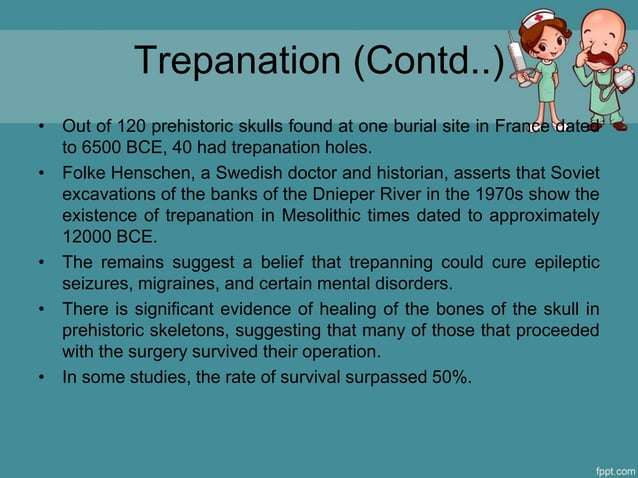 Trepanation (Contd..)
• Out of 120 prehistoric skulls found at one burial site in France dated
to 6500 BCE, 40 had trepanation holes.
• Folke Henschen, a Swedish doctor and historian, asserts that Soviet
excavations of the banks of the Dnieper River in the 1970s show the
existence of trepanation in Mesolithic times dated to approximately
12000 BCE.
• The remains suggest a belief that trepanning could cure epileptic
seizures, migraines, and certain mental disorders.
• There is significant evidence of healing of the bones of the skull in
prehistoric skeletons, suggesting that many of those that proceeded
with the surgery survived their operation.
• In some studies, the rate of survival surpassed 50%.
fppt.com